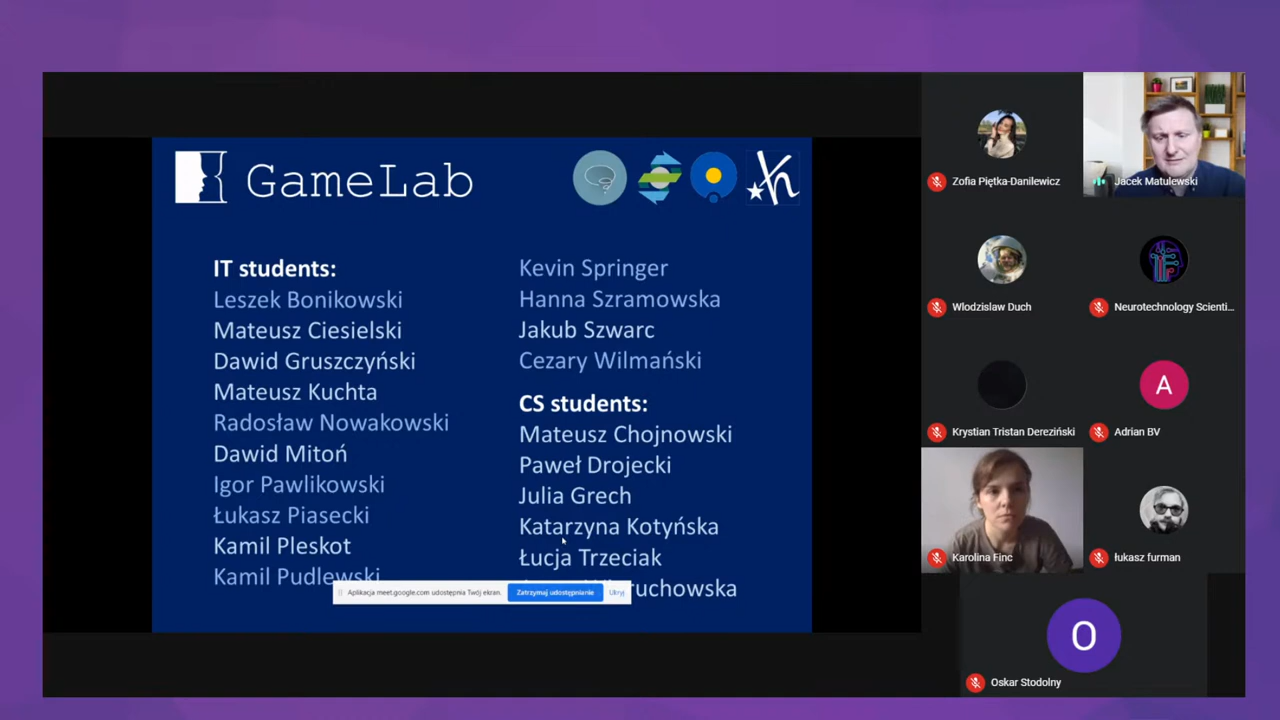 GameLab
IT students:
Leszek Bonikowski
Mateusz Ciesielski
Dawid Gruszczyński
Mateusz Kuchta
Radosław Nowakowski
Dawid Mitoń
Igor Pawlikowski
Łukasz Piasecki
Kamil Pleskot
Kamil Pudlewski
Kevin Springer
Hanna Szramowska
Jakub Szwarc
Cezary Wilmański
CS students:
Mateusz Chojnowski
Paweł Drojecki
Julia Grech
Katarzyna Kotyńska
Łucja Trzeciak
Aplikacja meet.google.com udostępnia Twój ekran.
Zatrzymaj udostępnianie
Ukryj
Zofia Piętka-Danilewicz
Jacek Matulewski
Wlodzislaw Duch
Neurotechnology Scienti...
Krystian Tristan Dereziński
A
Adrian BV
Karolina Finc
łukasz furman
O
Oskar Stodolny